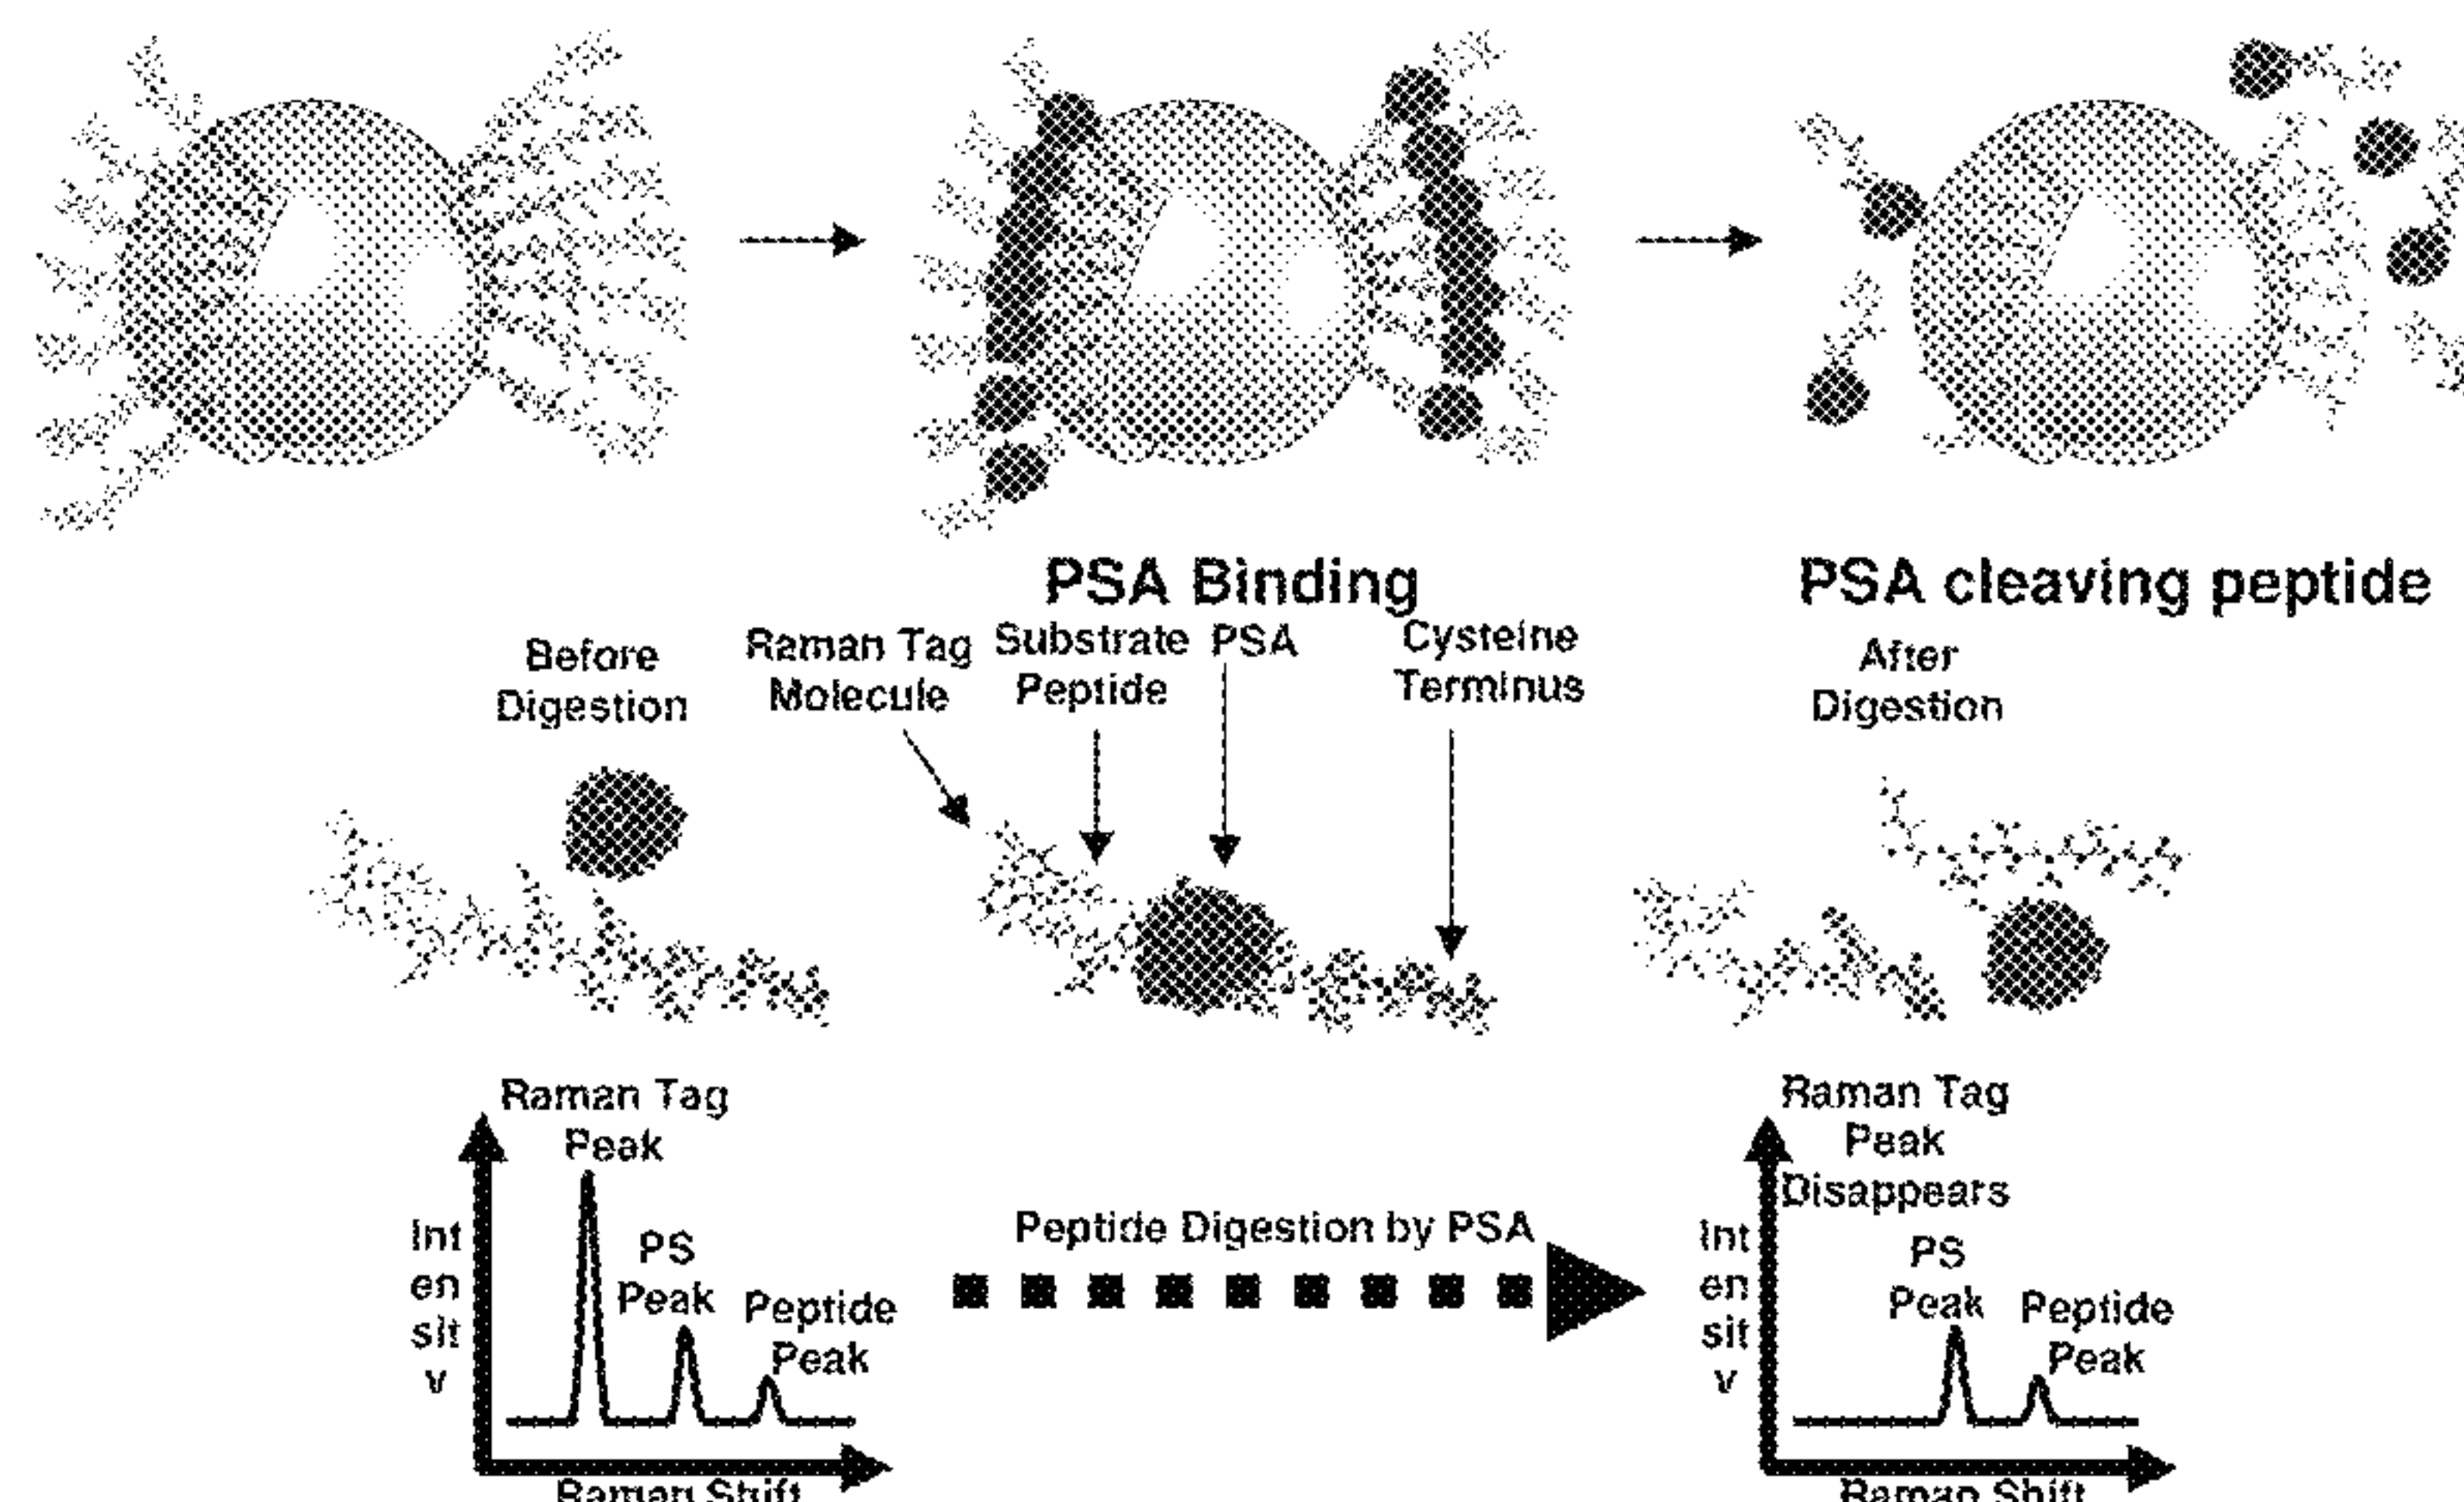 PSA Binding
PSA cleaving peptide
Before
Digestion
Raman Tag
Molecule
Substrate
Peptide
PSA
Cysteine
Terminus
After
Digestion
Raman Tag
Peak
PS
Peak
Peptide
Peak
Int
en
sit
y
Raman Shift
Peptide Digestion by PSA
Raman Tag
Peak
Disappears
PS
Peak
Peptide
Peak
Int
en
sit
y
Raman Shift